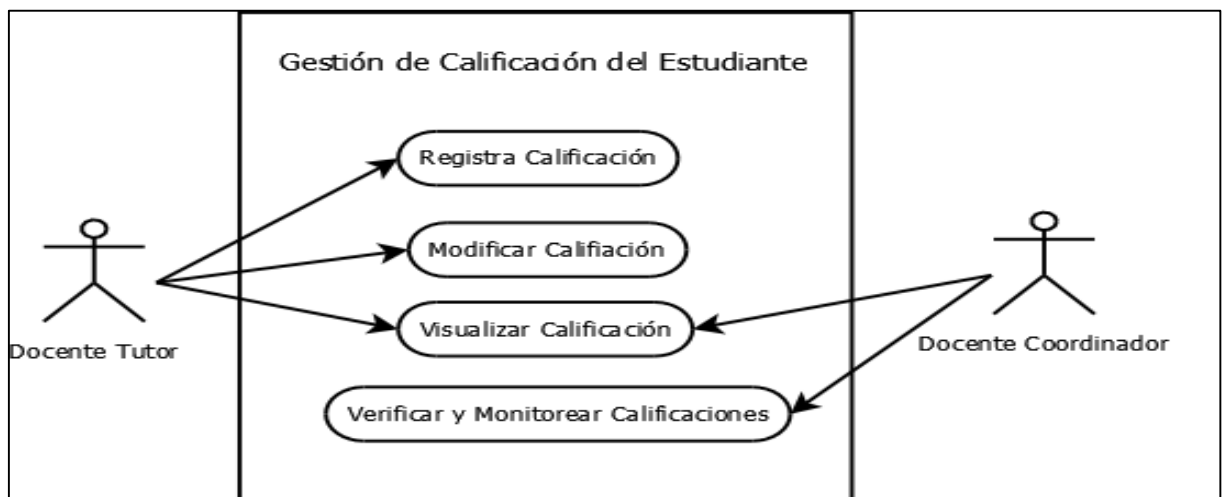 Gestión de Calificación del Estudiante
Registra Calificación
Modificar Califiación
Visualizar Calificación
Docente Tutor
Docente Coordinador
Verificar y Monitorear Calificaciones